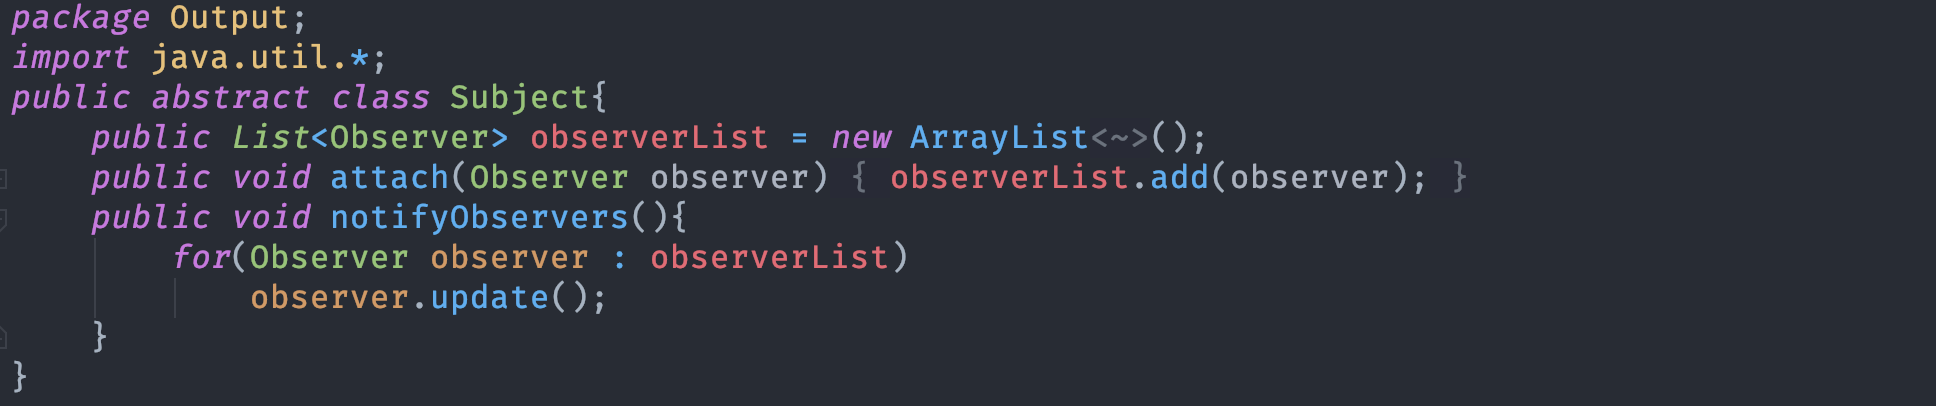 package Output;
import java.util.*;
public abstract class Subject{
    public List<Observer> observerList = new ArrayList<~>();
    public void attach(Observer observer) { observerList.add(observer); }
    public void notifyObservers(){
        for(Observer observer : observerList)
            observer.update();
    }
}